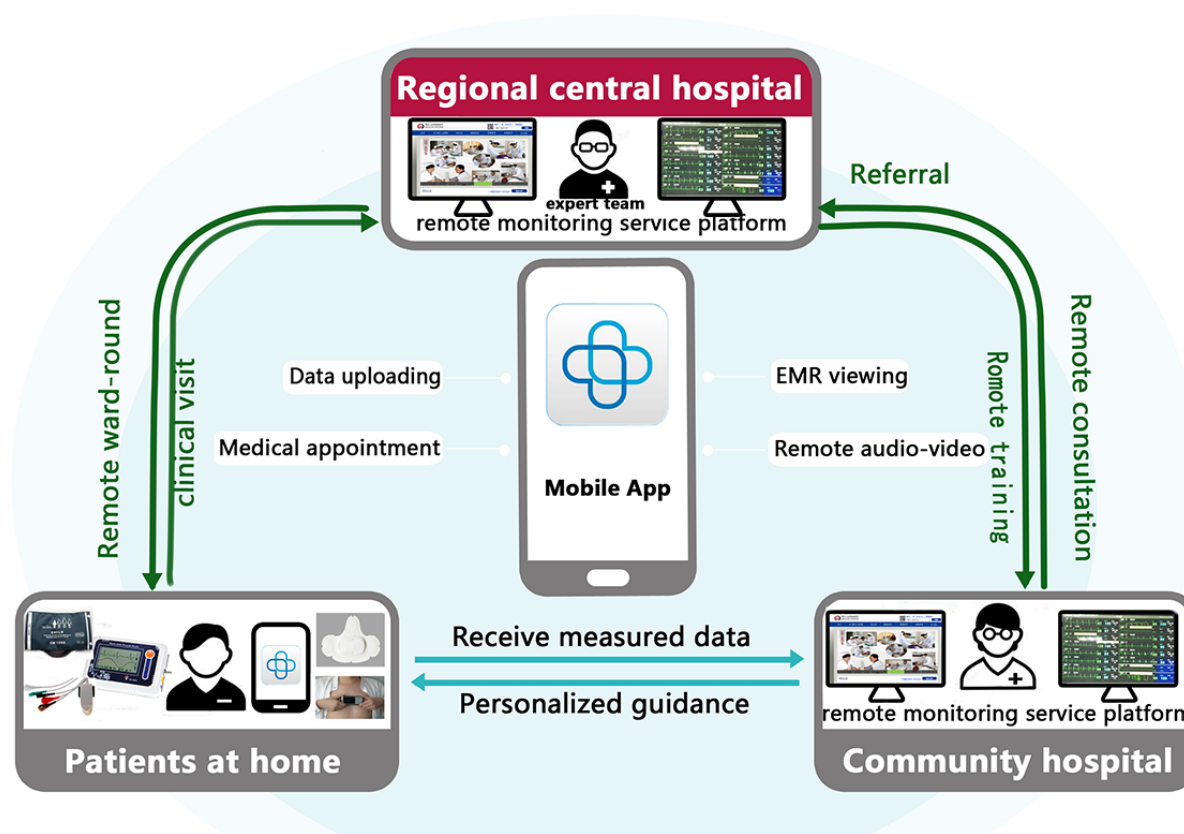 Regional central hospital
expert team
remote monitoring service platform
Referral
Remote ward-round
clinical visit
Data uploading
Medical appointment
Mobile App
EMR viewing
Remote audio-video
Romote training
Remote consultation
Receive measured data
Personalized guidance
Patients at home
remote monitoring service platform
Community hospital